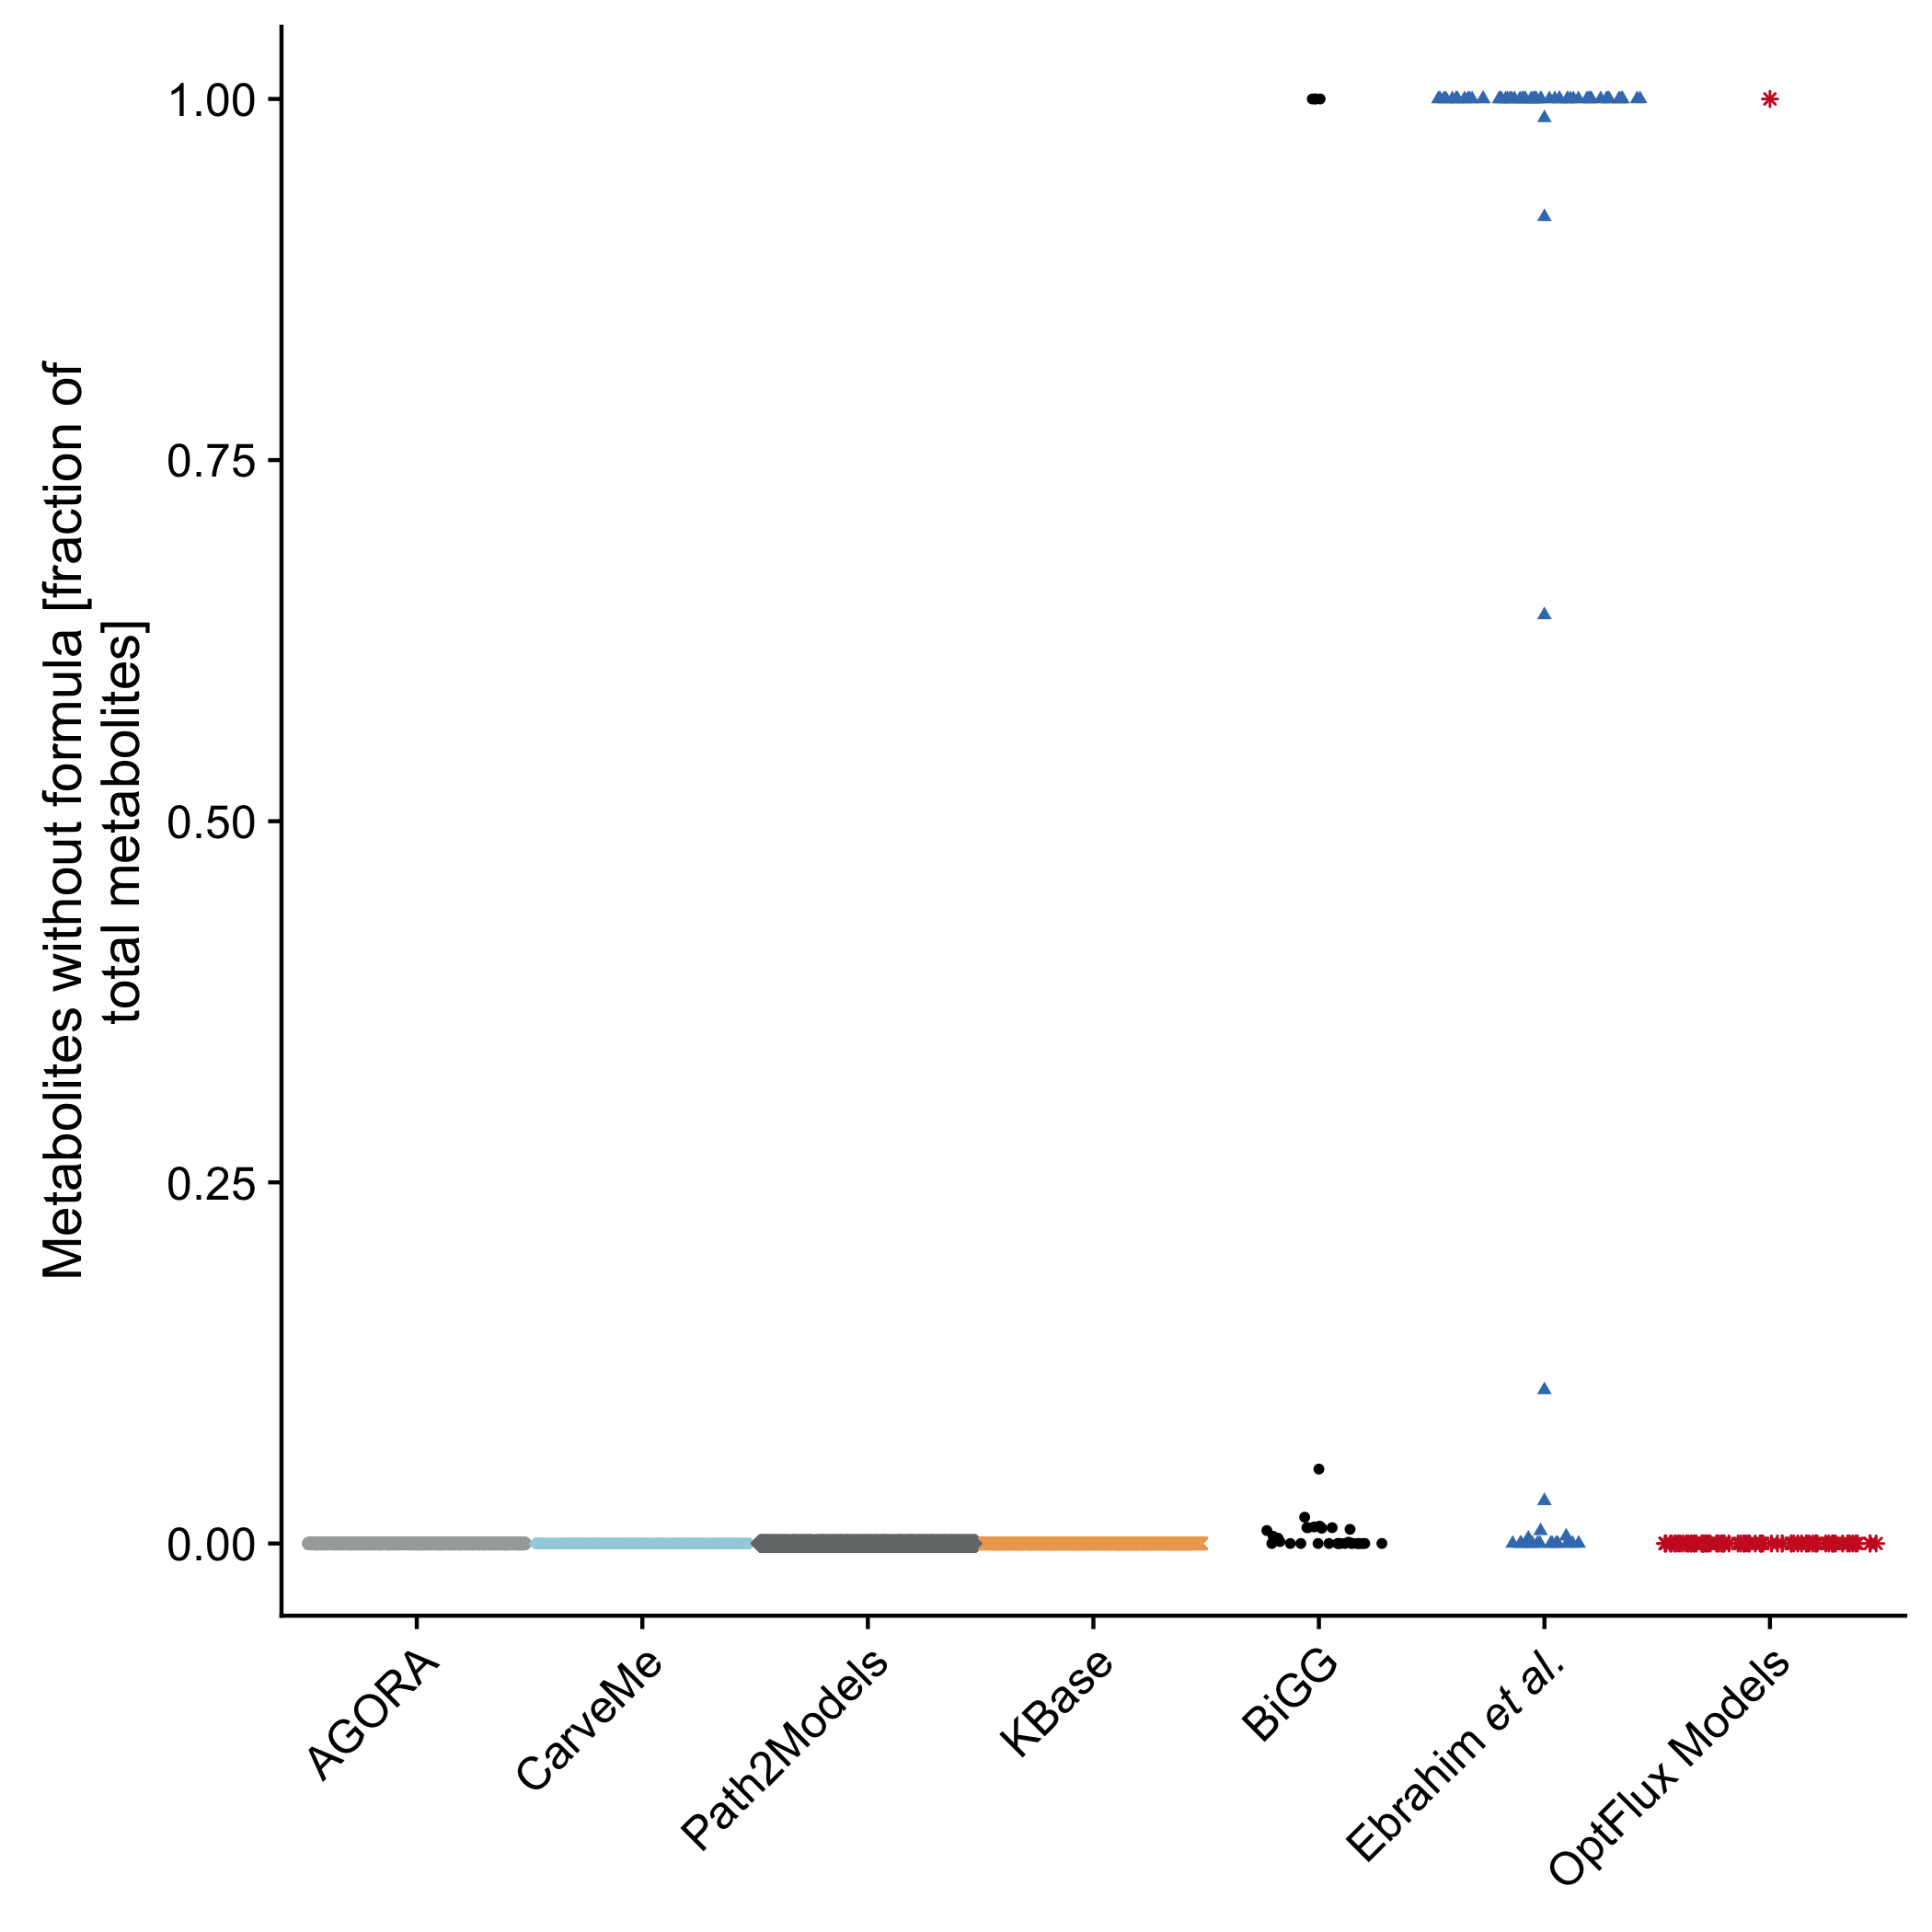 Metabolites without formula [fraction of
total metabolites]
1.00
0.75
0.50
0.25
0.00
AGORA
CarveMe
Path2Models
KBase
BiGG
Ebrahim et al.
OptFlux Models